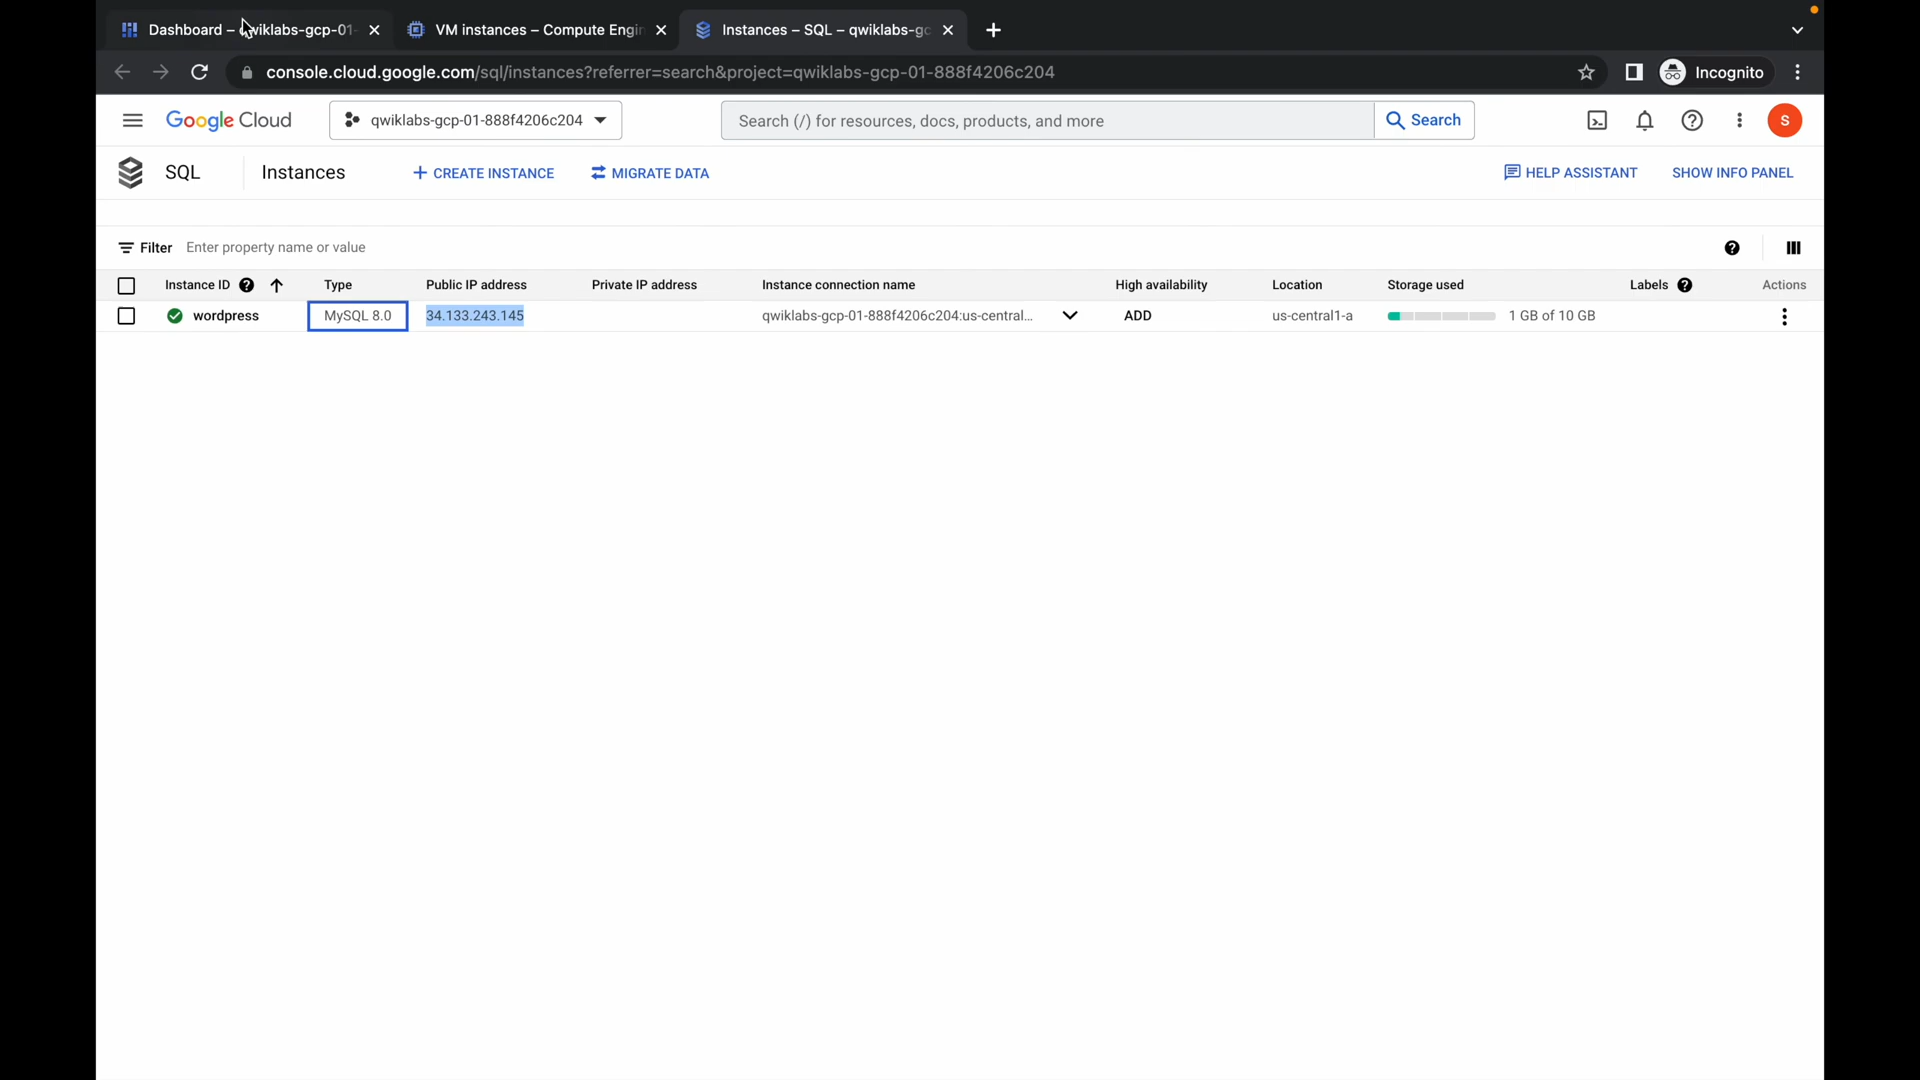 Dashboard – qwiklabs-gcp-01-
VM instances – Compute Engin
Instances – SQL – qwiklabs-gc
console.cloud.google.com/sql/instances?referrer=search&project=qwiklabs-gcp-01-888f4206c204
Incognito
Google Cloud
qwiklabs-gcp-01-888f4206c204
Search (/) for resources, docs, products, and more
Search
S
SQL
Instances
CREATE INSTANCE
MIGRATE DATA
HELP ASSISTANT
SHOW INFO PANEL
Filter Enter property name or value
Instance ID Type Public IP address Private IP address Instance connection name High availability Location Storage used Labels Actions
wordpress MySQL 8.0 34.133.243.145 qwiklabs-gcp-01-888f4206c204:us-central... ADD us-central1-a 1 GB of 10 GB